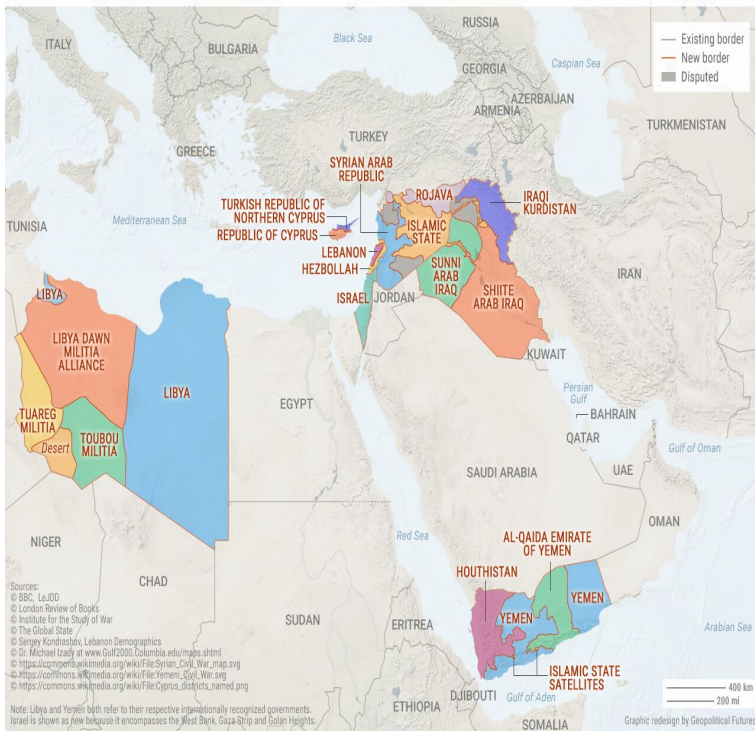 RUSSIA
ITALY
Black Sea
BULGARIA
Caspian Sea
GEORGIA
Existing border
New border
Disputed
AZERBAIJAN
ARMENIA
TURKMENISTAN
TURKEY
GREECE
SYRIAN ARAB
REPUBLIC
ROJAVA
IRAQI
KURDISTAN
TURKISH REPUBLIC OF
NORTHERN CYPRUS
REPUBLIC OF CYPRUS
ISLAMIC
STATE
Mediterranean Sea
TUNISIA
LEBANON
HEZBOLLAH
SUNNI
ARAB
IRAQ
SHIITE
ARAB IRAQ
IRAN
ISRAEL
JORDAN
LIBYA
LIBYA DAWN
MILITIA
ALLIANCE
LIBYA
KUWAIT
EGYPT
Persian
Gulf
TUAREG
MILITIA
Desert
TOUBOU
MILITIA
BAHRAIN
QATAR
Gulf of Oman
UAE
SAUDI ARABIA
OMAN
Red Sea
NIGER
CHAD
AL-QAIDA EMIRATE
OF YEMEN
HOUTHISTAN
YEMEN
YEMEN
SUDAN
ERITREA
Arabian Sea
ISLAMIC STATE
SATELLITES
DJIBOUTI
Gulf of Aden
ETHIOPIA
SOMALIA
400 km
200 mi
Sources:
© BBC, LeJDD
© London Review of Books
© Institute for the Study of War
© The Global State
© Sergey Kondrashov, Lebanon Demographics
© Dr. Michael Izady at www.Gulf2000.Columbia.edu/maps.shtml
© https://commons.wikimedia.org/wiki/File:Syrian_Civil_War_map.svg
© https://commons.wikimedia.org/wiki/File:Yemeni_Civil_War.svg
© https://commons.wikimedia.org/wiki/File:Cyprus_districts_named.png
Note: Libya and Yemen both refer to their respective internationally recognized governments.
Israel is shown as new because it encompasses the West Bank, Gaza Strip and Golan Heights.
Graphic redesign by Geopolitical Futures